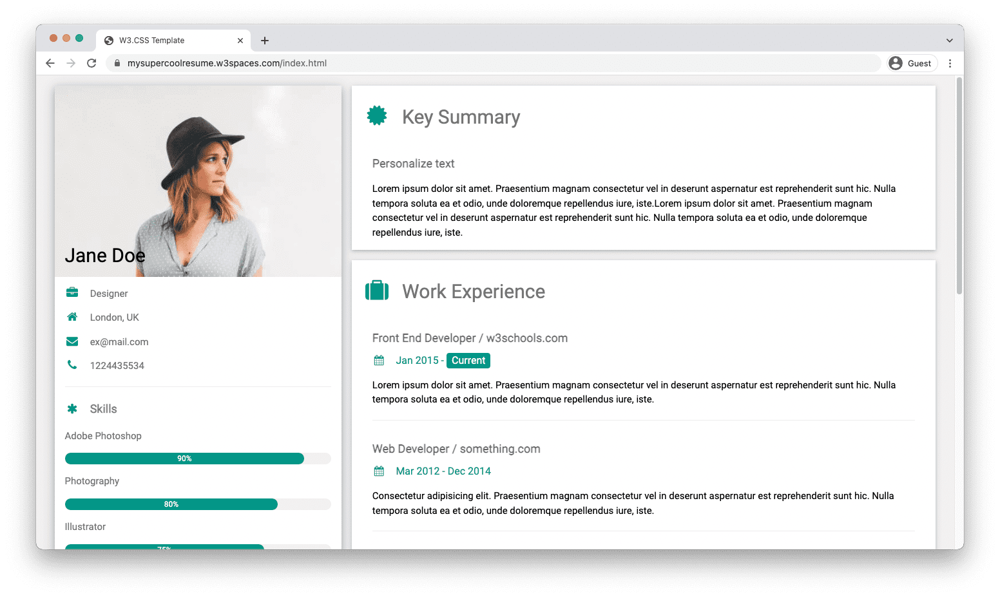 W3.CSS Template
mysupercoolresume.w3spaces.com/index.html
Guest
Jane Doe
Designer
London, UK
ex@mail.com
1224435534
Skills
Adobe Photoshop
90%
Photography
80%
Illustrator
75%
Key Summary
Personalize text
Lorem ipsum dolor sit amet. Praesentium magnam consectetur vel in deserunt aspernatur est reprehenderit sunt hic. Nulla
tempora soluta ea et odio, unde doloremque repellendus iure, iste.Lorem ipsum dolor sit amet. Praesentium magnam
consectetur vel in deserunt aspernatur est reprehenderit sunt hic. Nulla tempora soluta ea et odio, unde doloremque
repellendus iure, iste.
Work Experience
Front End Developer / w3schools.com
Jan 2015 - Current
Lorem ipsum dolor sit amet. Praesentium magnam consectetur vel in deserunt aspernatur est reprehenderit sunt hic. Nulla
tempora soluta ea et odio, unde doloremque repellendus iure, iste.
Web Developer / something.com
Mar 2012 - Dec 2014
Consectetur adipisicing elit. Praesentium magnam consectetur vel in deserunt aspernatur est reprehenderit sunt hic. Nulla
tempora soluta ea et odio, unde doloremque repellendus iure, iste.